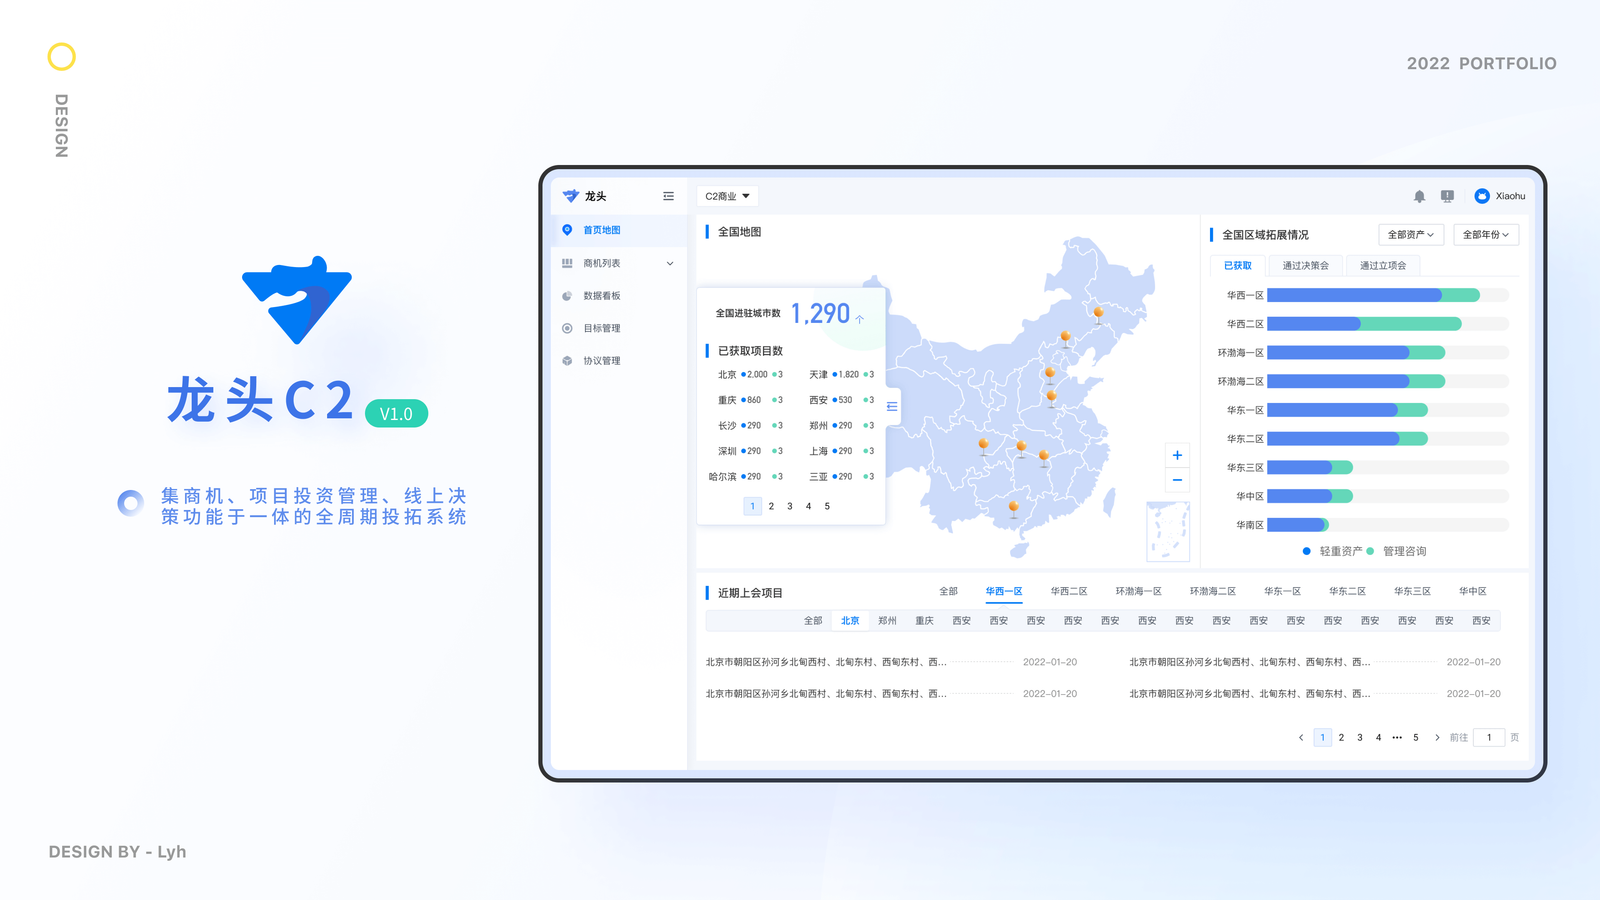 DESIGN
2022 PORTFOLIO
龙头C2 V1.0
集商机、项目投资管理、线上决
策功能于一体的全周期投拓系统
DESIGN BY - Lyh
龙头
C2商业
Xiaohu
首页地图
商机列表
数据看板
目标管理
协议管理
全国地图
全国进驻城市数 1,290 个
已获取项目数
北京 2,000 3 天津 1,820 3
重庆 860 3 西安 530 3
长沙 290 3 郑州 290 3
深圳 290 3 上海 290 3
哈尔滨 290 3 三亚 290 3
1 2 3 4 5
+
−
全国区域拓展情况 全部资产 全部年份
已获取 通过决策会 通过立项会
华西一区
华西二区
环渤海一区
环渤海二区
华东一区
华东二区
华东三区
华中区
华南区
轻重资产 管理咨询
近期上会项目 全部 华西一区 华西二区 环渤海一区 环渤海二区 华东一区 华东二区 华东三区 华中区
全部 北京 郑州 重庆 西安 西安 西安 西安 西安 西安 西安 西安 西安 西安 西安 西安 西安 西安 西安
北京市朝阳区孙河乡北甸西村、北甸东村、西甸东村、西... 2022-01-20 北京市朝阳区孙河乡北甸西村、北甸东村、西甸东村、西... 2022-01-20
北京市朝阳区孙河乡北甸西村、北甸东村、西甸东村、西... 2022-01-20 北京市朝阳区孙河乡北甸西村、北甸东村、西甸东村、西... 2022-01-20
1 2 3 4 ••• 5 前往 1 页